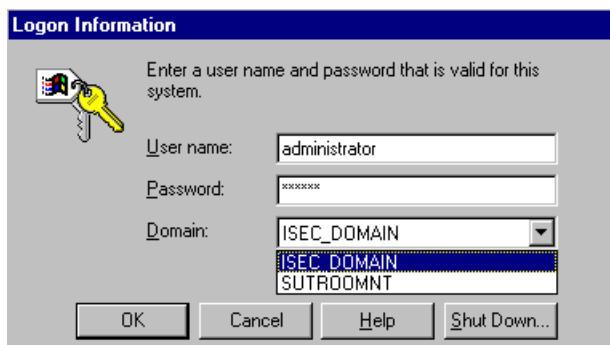 Logon Information
Enter a user name and password that is valid for this
system.
User name: administrator
Password: ××××××
Domain: ISEC_DOMAIN
ISEC_DOMAIN
SUTROOMNT
OK Cancel Help Shut Down...